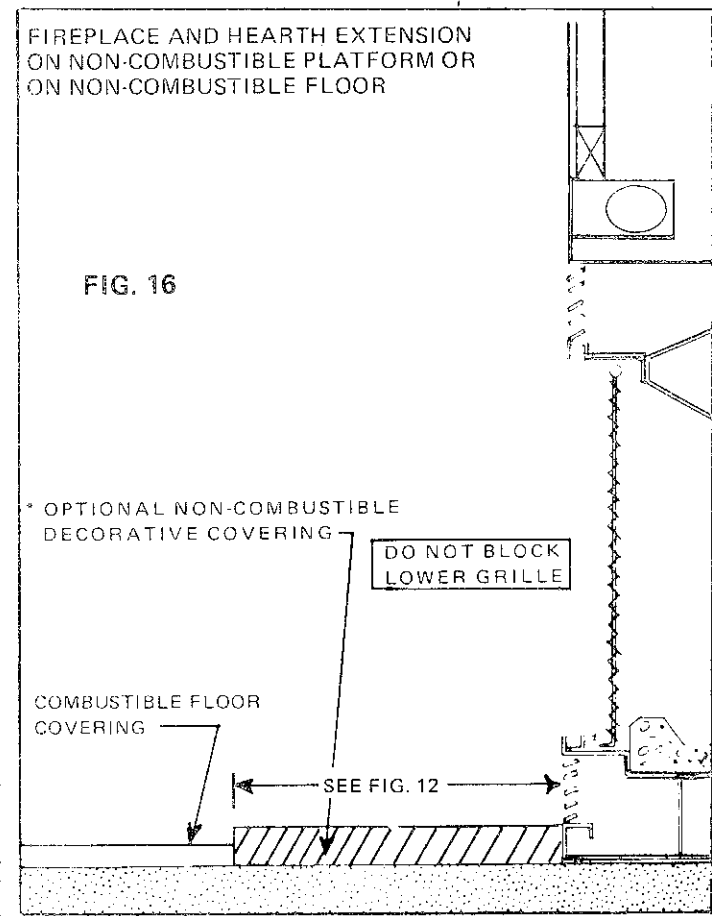 FIREPLACE AND HEARTH EXTENSION
ON NON-COMBUSTIBLE PLATFORM OR
ON NON-COMBUSTIBLE FLOOR
FIG. 16
* OPTIONAL NON-COMBUSTIBLE
DECORATIVE COVERING
DO NOT BLOCK
LOWER GRILLE
COMBUSTIBLE FLOOR
COVERING
SEE FIG. 12